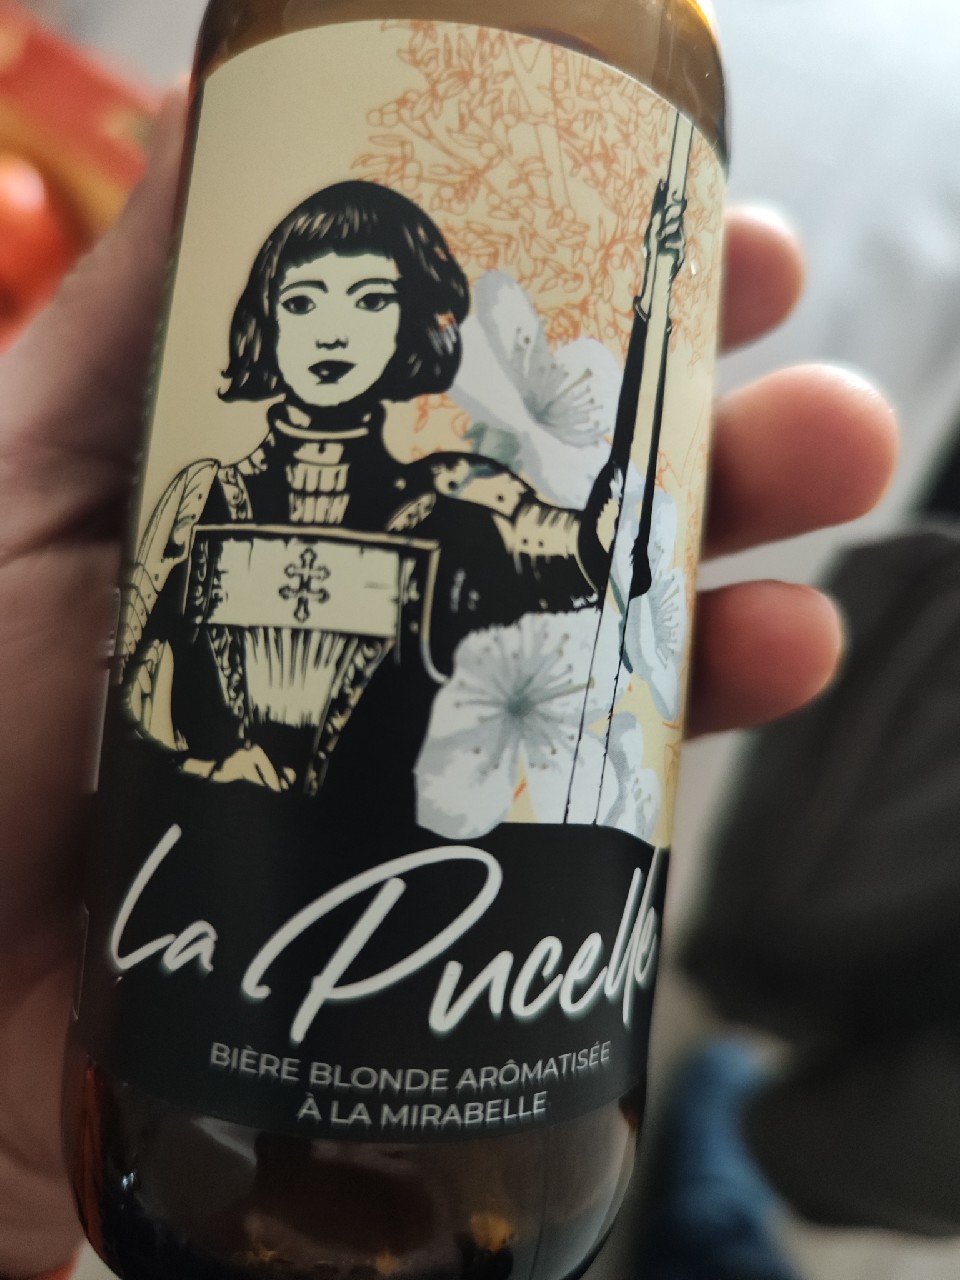 La Pucelle
BIÈRE BLONDE ARÔMATISÉE
À LA MIRABELLE